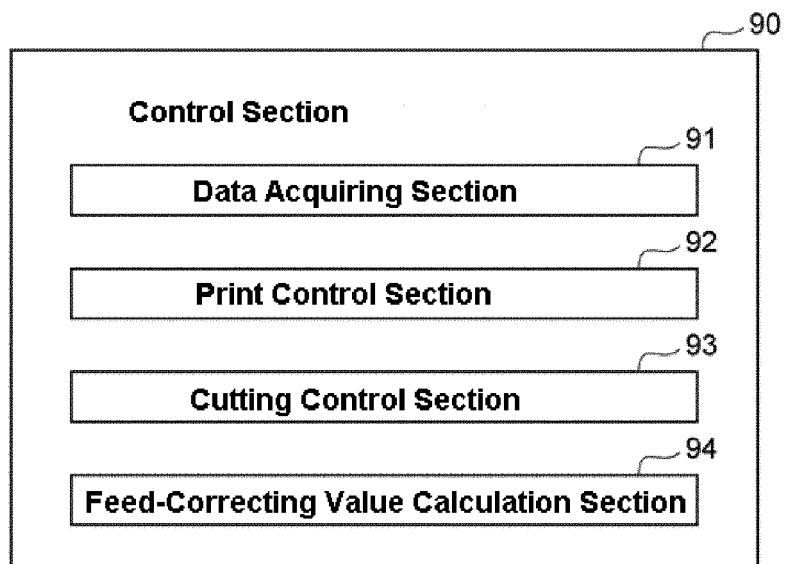 90
Control Section
91
Data Acquiring Section
92
Print Control Section
93
Cutting Control Section
94
Feed-Correcting Value Calculation Section